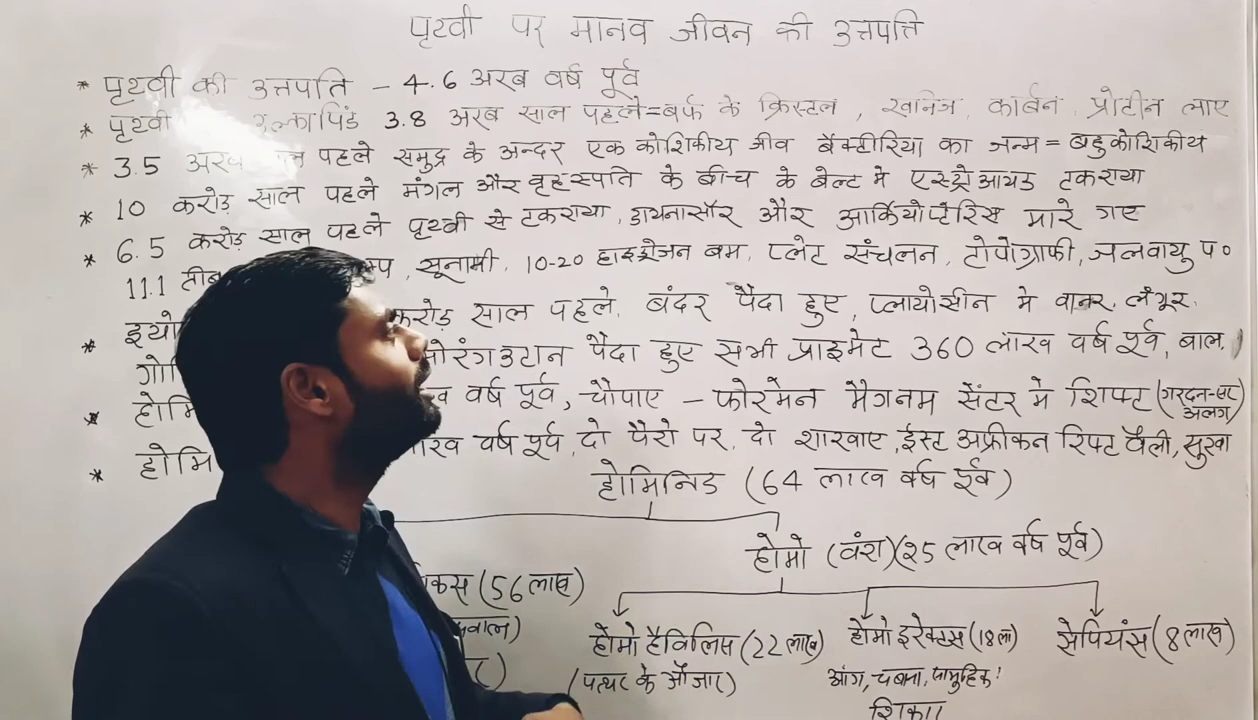 पृथ्वी पर मानव जीवन की उत्तपत्ति
* पृथ्वी की उत्तपति - 4.6 अरब वर्ष पूर्व
* पृथ्वी उल्कापिंड 3.8 अरब साल पहले=बर्फ के क्रिस्टल, खनिज, कार्बन, प्रोटीन लाए
* 3.5 अरब पहले समुद्र के अन्दर एक कोशिकीय जीव बैक्टीरिया का जन्म = बहुकोशिकीय
* 10 करोड़ साल पहले मंगल और बृहस्पति के बीच के बेल्ट मे एस्ट्रेआयड टकराया
* 6.5 करोड़ साल पहले पृथ्वी से टकराया, डायनासौर और आर्कियोप्टेरिस मारे गए
11.1 तीव्र , सूनामी, 10-20 हाइड्रोजन बम, प्लेट संचलन, टोपोग्राफी, जलवायु प०
* इयो करोड़ साल पहले, बंदर पैदा हुए, प्लायोसीन मे वानर, लंगूर,
गो ओरंगउटान पैदा हुए सभी प्राइमेट 360 लाख वर्ष पूर्व, बाल,
* होमि वर्ष पूर्व, चौपाए - फोरमेन मैगनम सेंटर मे शिफ्ट (गरदन-धड़ अलग)
* होमि लाख वर्ष पूर्व, दो पैरो पर, दो शाखाए, ईस्ट अफ्रीकन रिफ्ट वैली, सुखा
होमिनिड (64 लाख वर्ष पूर्व)
होमो (वंश) (25 लाख वर्ष पूर्व)
(56 लाख)
होमो हैविलिस (22 लाख) होमो इरेक्टस (18 ला) सेपियंस (8 लाख)
(पत्थर के औजार) आग, चबाना, सामुहिक
शिकार